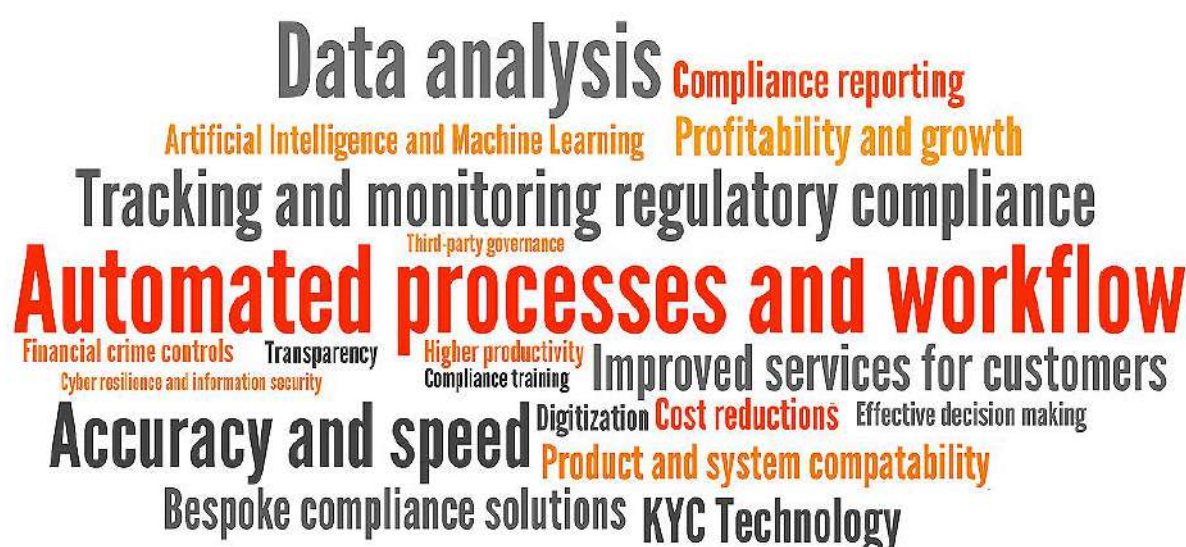 Data analysis Compliance reporting
Artificial Intelligence and Machine Learning Profitability and growth
Tracking and monitoring regulatory compliance
Third-party governance
Automated processes and workflow
Financial crime controls Transparency Higher productivity Improved services for customers
Cyber resilience and information security Compliance training
Accuracy and speed Digitization Cost reductions Effective decision making
Product and system compatability
Bespoke compliance solutions KYC Technology